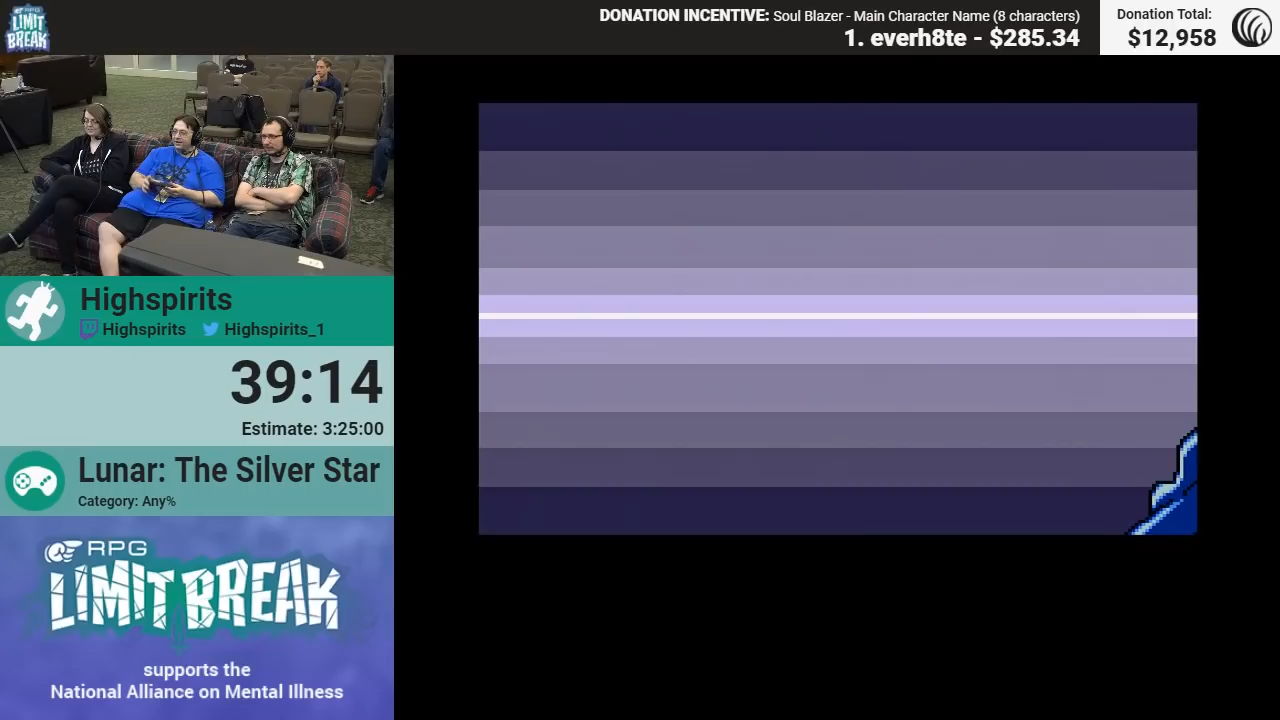 RPG
LIMIT
BREAK
DONATION INCENTIVE: Soul Blazer - Main Character Name (8 characters)
1. everh8te - $285.34
Donation Total:
$12,958
Highspirits
Highspirits Highspirits_1
39:14
Estimate: 3:25:00
Lunar: The Silver Star
Category: Any%
RPG
LIMIT BREAK
supports the
National Alliance on Mental Illness